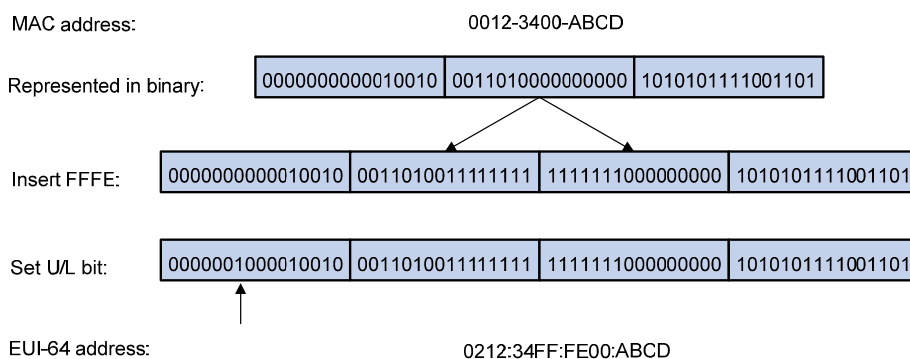 MAC address: 0012-3400-ABCD
Represented in binary: 0000000000010010 0011010000000000 1010101111001101
Insert FFFE: 0000000000010010 0011010011111111 1111111000000000 1010101111001101
Set U/L bit: 0000001000010010 0011010011111111 1111111000000000 1010101111001101
EUI-64 address: 0212:34FF:FE00:ABCD